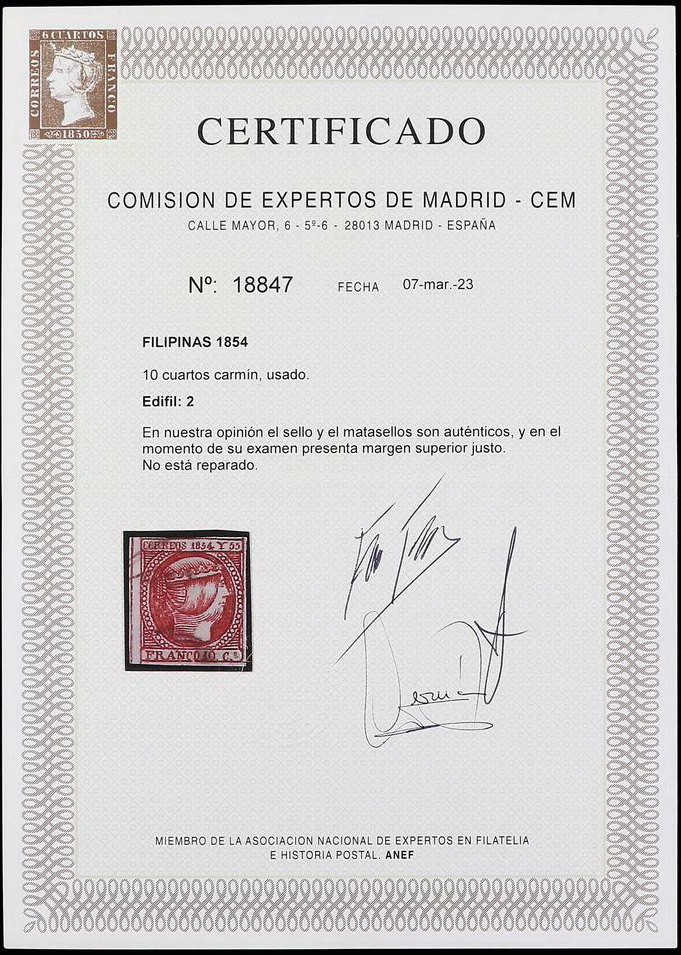 6 CUARTOS
CORREOS
FRANCO
1850
CERTIFICADO
COMISION DE EXPERTOS DE MADRID - CEM
CALLE MAYOR, 6 - 5º-6 - 28013 MADRID - ESPAÑA
Nº: 18847 FECHA 07-mar.-23
FILIPINAS 1854
10 cuartos carmín, usado.
Edifil: 2
En nuestra opinión el sello y el matasellos son auténticos, y en el
momento de su examen presenta margen superior justo.
No está reparado.
CORREOS 1854 Y 55
FRANCO 10 Cs
MIEMBRO DE LA ASOCIACION NACIONAL DE EXPERTOS EN FILATELIA
E HISTORIA POSTAL. ANEF